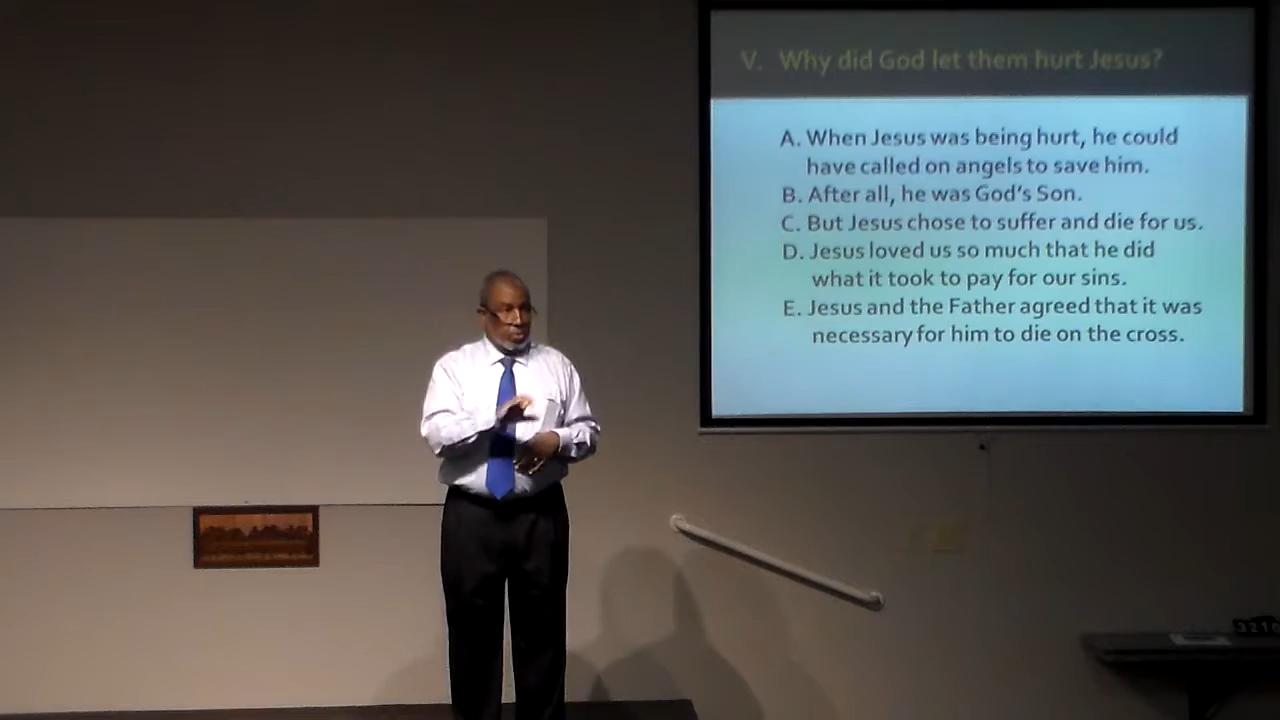 V. Why did God let them hurt Jesus?
A. When Jesus was being hurt, he could
have called on angels to save him.
B. After all, he was God's Son.
C. But Jesus chose to suffer and die for us.
D. Jesus loved us so much that he did
what it took to pay for our sins.
E. Jesus and the Father agreed that it was
necessary for him to die on the cross.